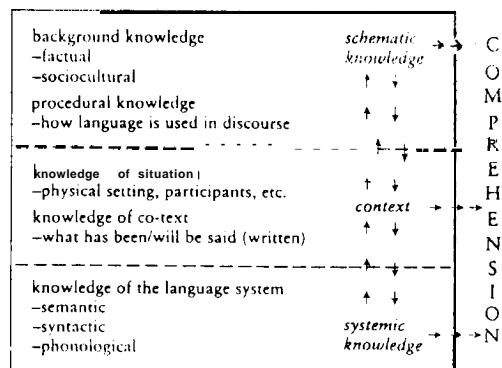 background knowledge
–factual
–sociocultural
procedural knowledge
–how language is used in discourse
schematic
knowledge
knowledge of situation
–physical setting, participants, etc.
knowledge of co-text
–what has been/will be said (written)
context
knowledge of the language system
–semantic
–syntactic
–phonological
systemic
knowledge
COMPREHENSION